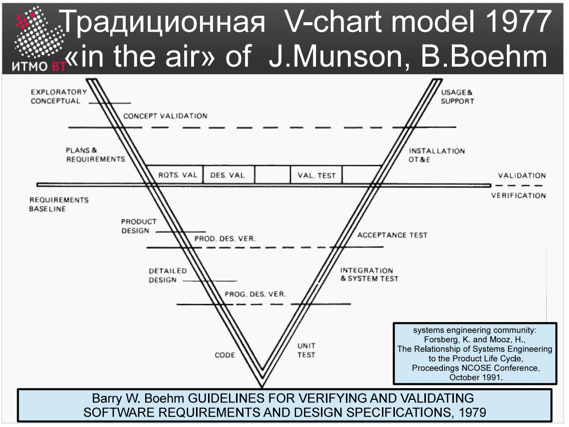 Традиционная V-chart model 1977
«in the air» of J.Munson, B.Boehm
ИТМО ВТ
EXPLORATORY
CONCEPTUAL
USAGE &
SUPPORT
CONCEPT VALIDATION
PLANS &
REQUIREMENTS
INSTALLATION
OT&E
RQTS. VAL
DES. VAL
VAL. TEST
VALIDATION
VERIFICATION
REQUIREMENTS
BASELINE
PRODUCT
DESIGN
PROD. DES. VER.
ACCEPTANCE TEST
DETAILED
DESIGN
INTEGRATION
& SYSTEM TEST
PROG. DES. VER.
CODE
UNIT
TEST
systems engineering community:
Forsberg, K. and Mooz, H.,
The Relationship of Systems Engineering
to the Product Life Cycle,
Proceedings NCOSE Conference,
October 1991.
Barry W. Boehm GUIDELINES FOR VERIFYING AND VALIDATING
SOFTWARE REQUIREMENTS AND DESIGN SPECIFICATIONS, 1979